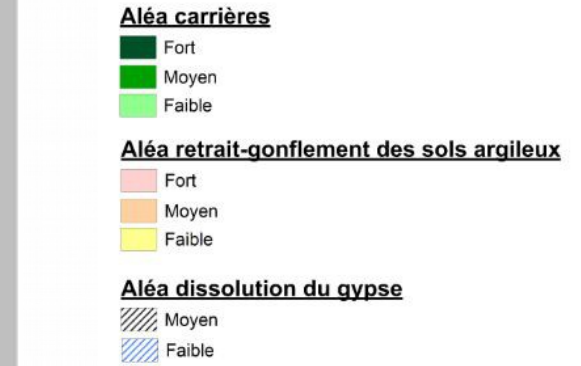 Aléa carrières
Fort
Moyen
Faible
Aléa retrait-gonflement des sols argileux
Fort
Moyen
Faible
Aléa dissolution du gypse
Moyen
Faible